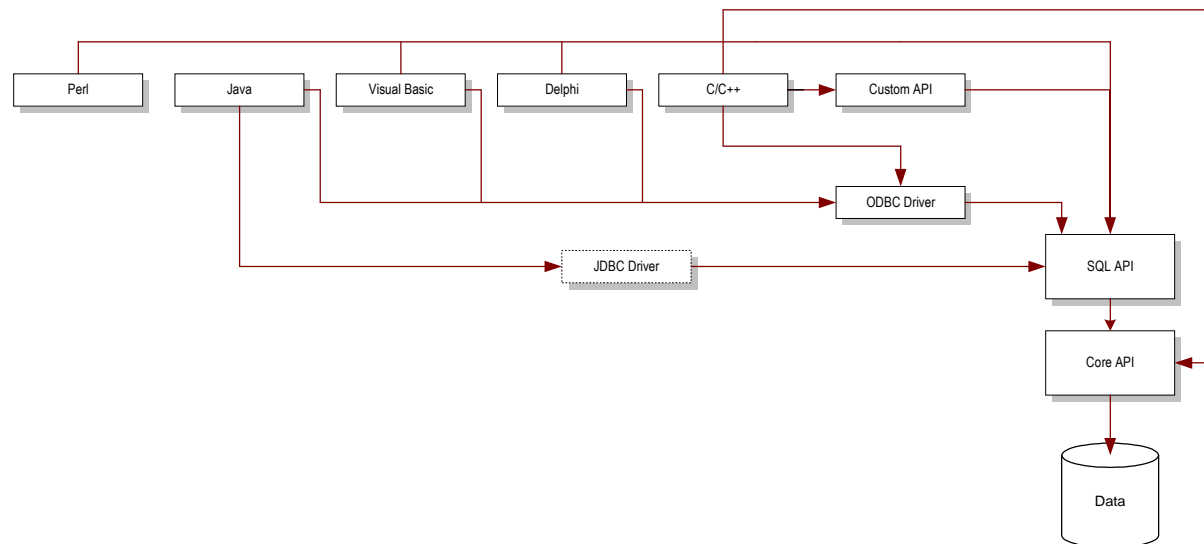 Perl
Java
Visual Basic
Delphi
C/C++
Custom API
ODBC Driver
JDBC Driver
SQL API
Core API
Data